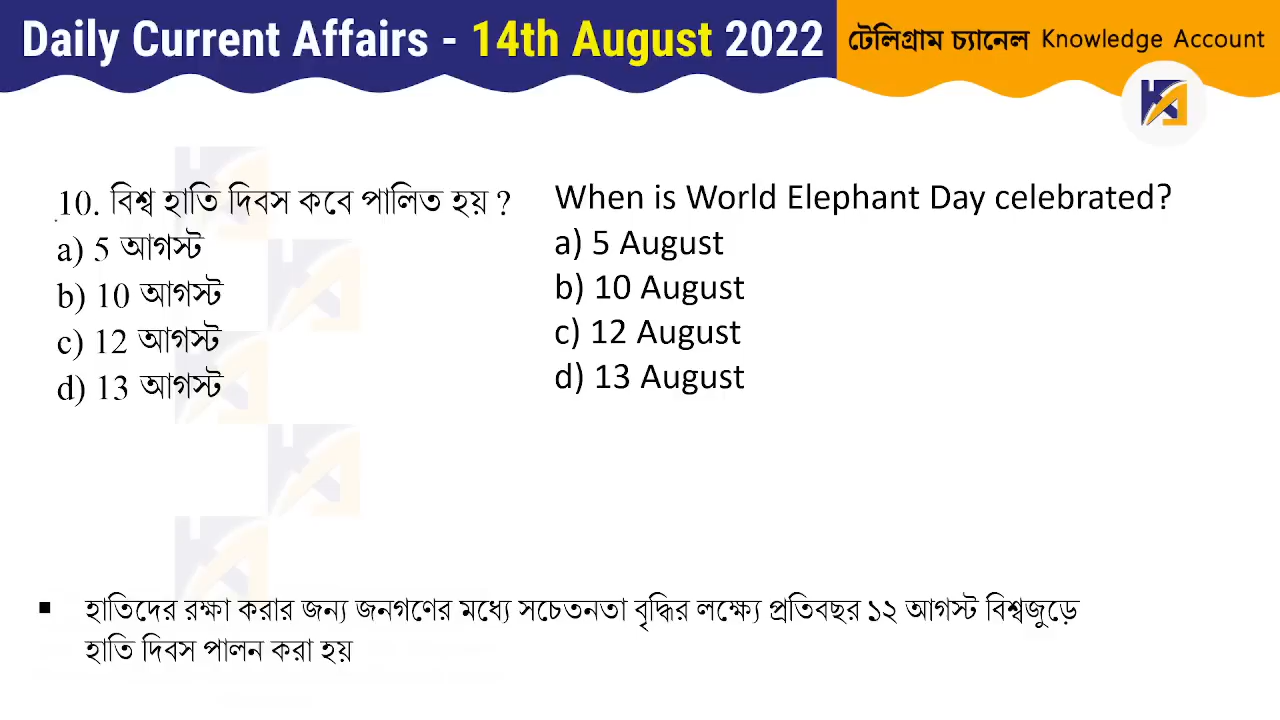 Daily Current Affairs - 14th August 2022
টেলিগ্রাম চ্যানেল Knowledge Account
10. বিশ্ব হাতি দিবস কবে পালিত হয় ?
a) 5 আগস্ট
b) 10 আগস্ট
c) 12 আগস্ট
d) 13 আগস্ট
When is World Elephant Day celebrated?
a) 5 August
b) 10 August
c) 12 August
d) 13 August
▪ হাতিদের রক্ষা করার জন্য জনগণের মধ্যে সচেতনতা বৃদ্ধির লক্ষ্যে প্রতিবছর ১২ আগস্ট বিশ্বজুড়ে
হাতি দিবস পালন করা হয়